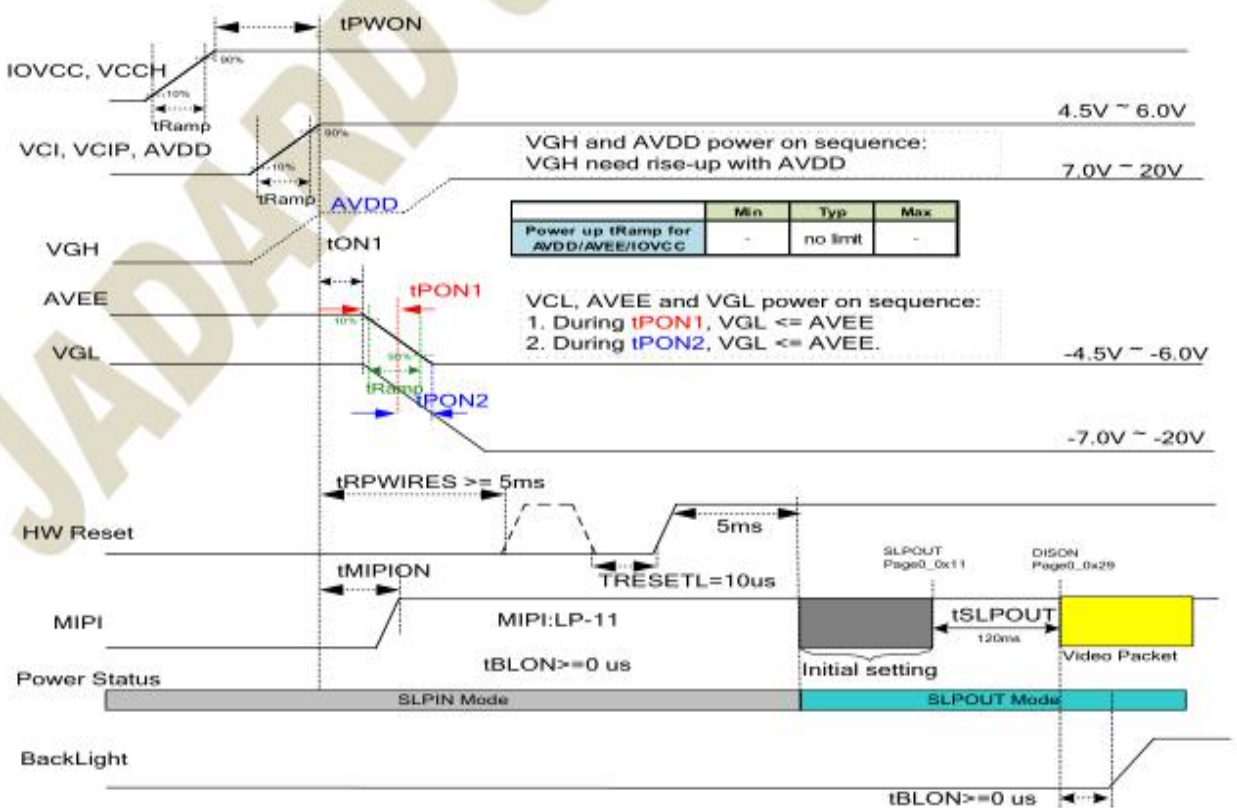 JADARD
tPWON
IOVCC, VCCH
90%
10%
tRamp
4.5V ~ 6.0V
VCI, VCIP, AVDD
90%
10%
tRamp
VGH and AVDD power on sequence:
VGH need rise-up with AVDD
7.0V ~ 20V
AVDD
Min Typ Max
Power up tRamp for AVDD/AVEE/IOVCC - no limit -
VGH
tON1
AVEE
tPON1
10%
VCL, AVEE and VGL power on sequence:
1. During tPON1, VGL <= AVEE
2. During tPON2, VGL <= AVEE.
VGL
90%
-4.5V ~ -6.0V
tRamp
tPON2
-7.0V ~ -20V
tRPWIRES >= 5ms
HW Reset
5ms
SLPOUT
Page0_0x11
DISON
Page0_0x29
tMIPION
TRESETL=10us
MIPI
MIPI:LP-11
tSLPOUT
120ms
Video Packet
tBLON>=0 us
Initial setting
Power Status
SLPIN Mode
SLPOUT Mode
BackLight
tBLON>=0 us